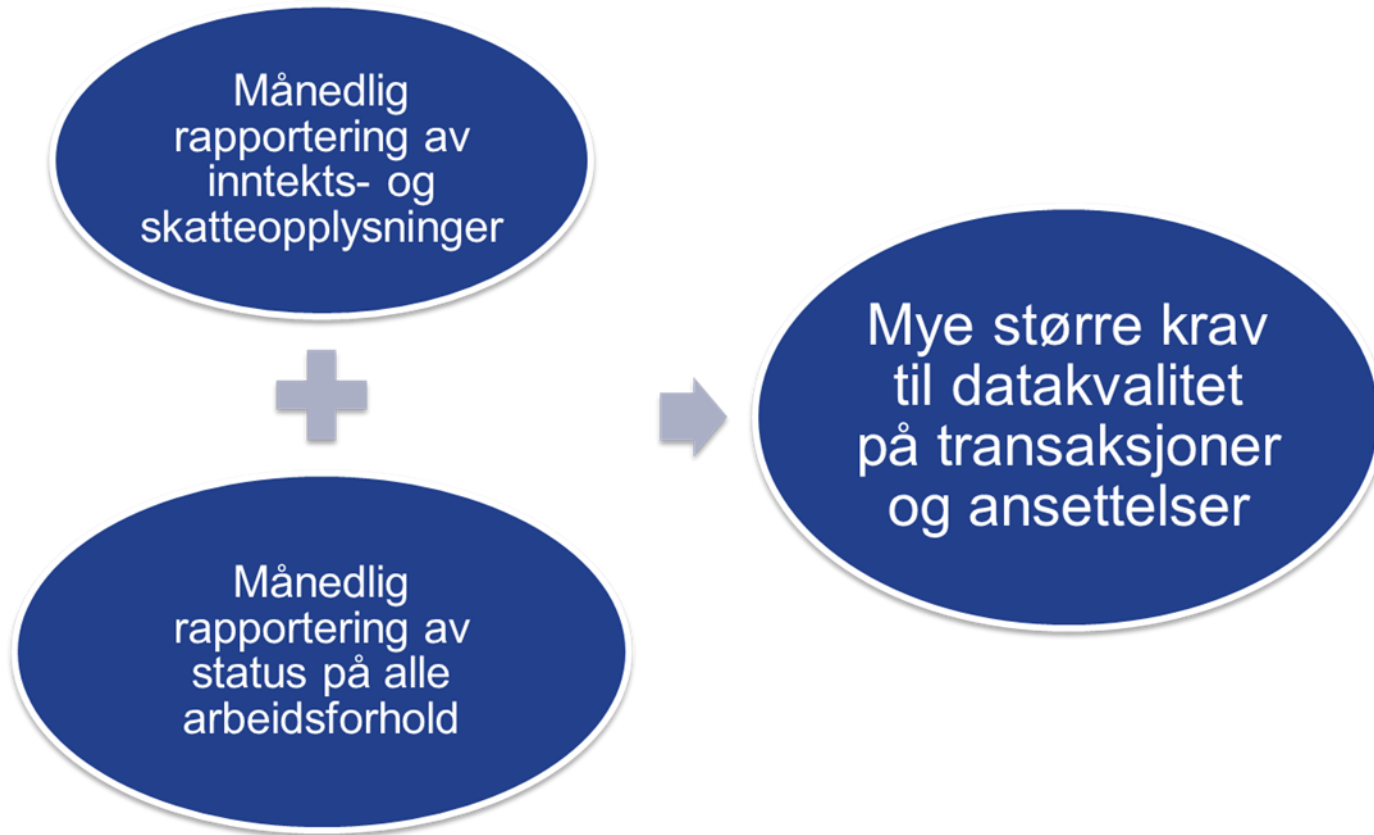 Månedlig
rapportering av
inntekts- og
skatteopplysninger
Månedlig
rapportering av
status på alle
arbeidsforhold
Mye større krav
til datakvalitet
på transaksjoner
og ansettelser